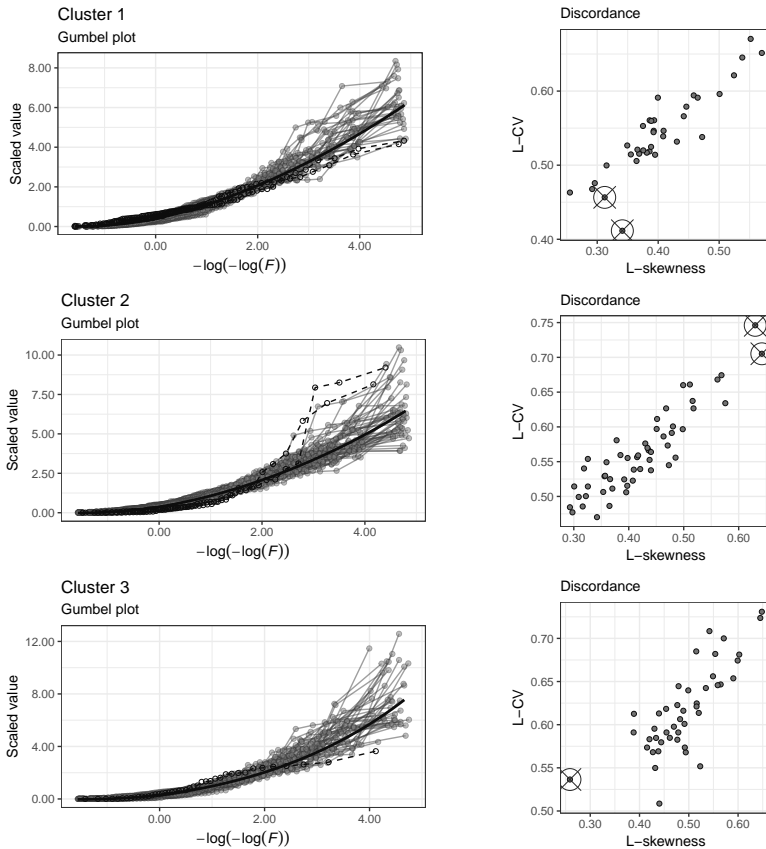 Cluster 1
Gumbel plot
8.00
6.00
4.00
2.00
0.00
Scaled value
0.00
2.00
4.00
−log(−log(F))
Discordance
0.60
0.50
0.40
L−CV
0.30
0.40
0.50
L−skewness
Cluster 2
Gumbel plot
10.00
7.50
5.00
2.50
0.00
Scaled value
0.00
2.00
4.00
−log(−log(F))
Discordance
0.75
0.70
0.65
0.60
0.55
0.50
L−CV
0.30
0.40
0.50
0.60
L−skewness
Cluster 3
Gumbel plot
12.00
8.00
4.00
0.00
Scaled value
0.00
2.00
4.00
−log(−log(F))
Discordance
0.70
0.65
0.60
0.55
0.50
L−CV
0.30
0.40
0.50
0.60
L−skewness